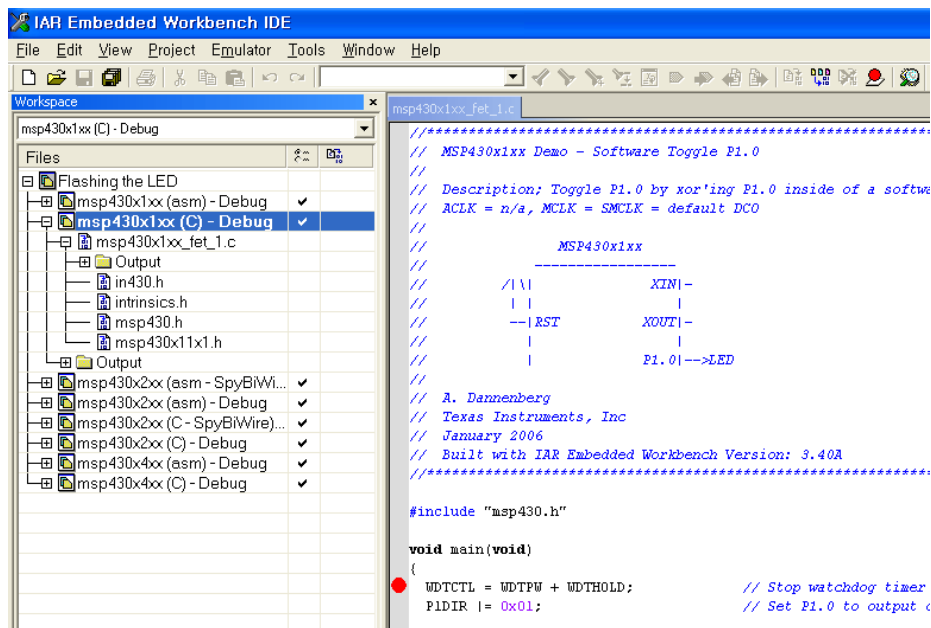 IAR Embedded Workbench IDE
File Edit View Project Emulator Tools Window Help
Workspace
msp430x1xx (C) - Debug
Files
Flashing the LED
msp430x1xx (asm) - Debug
msp430x1xx (C) - Debug
msp430x1xx_fet_1.c
Output
in430.h
intrinsics.h
msp430.h
msp430x11x1.h
Output
msp430x2xx (asm - SpyBiWi...
msp430x2xx (asm) - Debug
msp430x2xx (C - SpyBiWire)...
msp430x2xx (C) - Debug
msp430x4xx (asm) - Debug
msp430x4xx (C) - Debug
msp430x1xx_fet_1.c
//************************************************************
// MSP430x1xx Demo - Software Toggle P1.0
//
// Description; Toggle P1.0 by xor'ing P1.0 inside of a softwa
// ACLK = n/a, MCLK = SMCLK = default DCO
//
// MSP430x1xx
// -----------------
// /|\| XIN|-
// | | |
// --|RST XOUT|-
// | |
// | P1.0|-->LED
//
// A. Dannenberg
// Texas Instruments, Inc
// January 2006
// Built with IAR Embedded Workbench Version: 3.40A
//************************************************************
#include "msp430.h"
void main(void)
{
WDTCTL = WDTPW + WDTHOLD; // Stop watchdog timer
P1DIR |= 0x01; // Set P1.0 to output